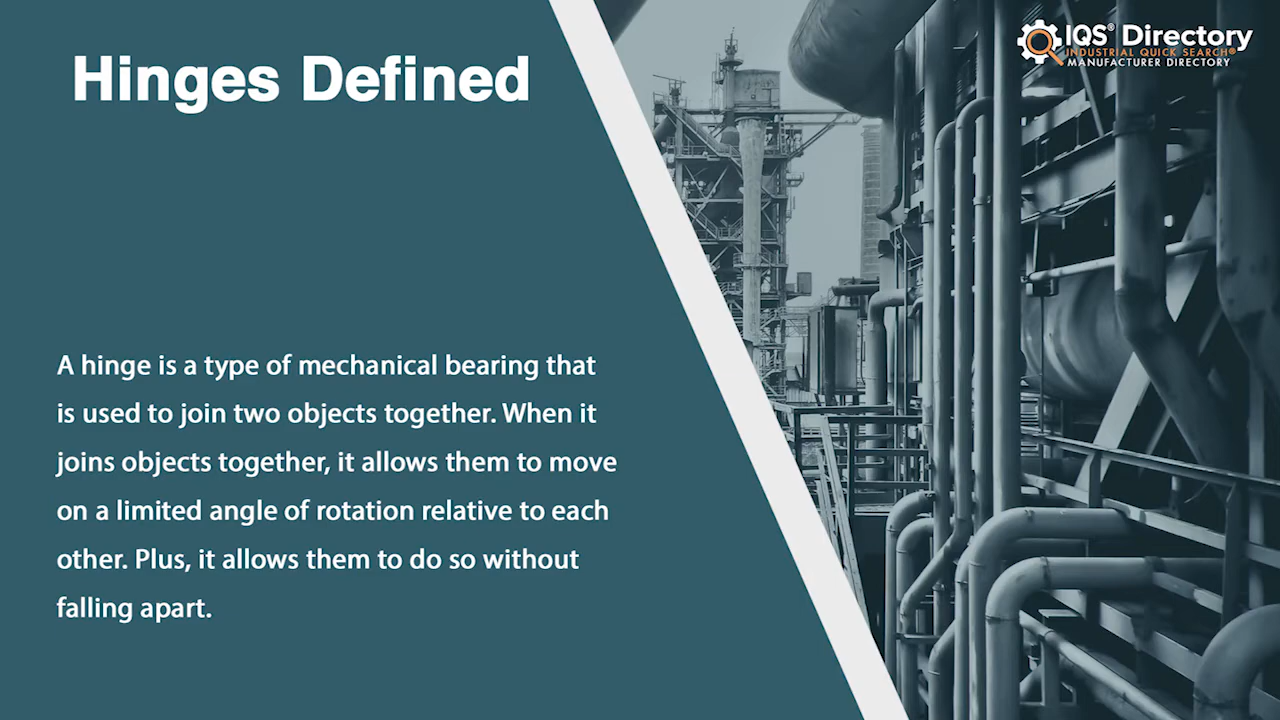 Hinges Defined
IQS® Directory
INDUSTRIAL QUICK SEARCH®
MANUFACTURER DIRECTORY
A hinge is a type of mechanical bearing that
is used to join two objects together. When it
joins objects together, it allows them to move
on a limited angle of rotation relative to each
other. Plus, it allows them to do so without
falling apart.